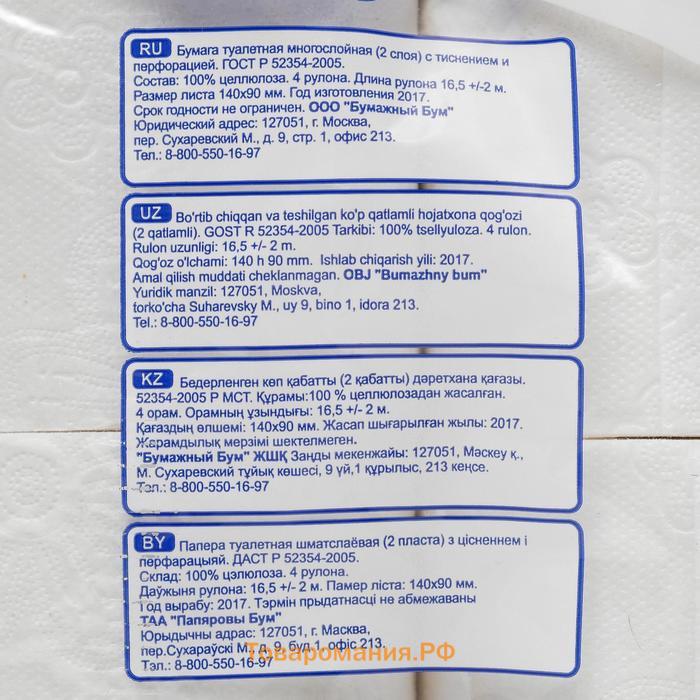 RU Бумага туалетная многослойная (2 слоя) с тиснением и
перфорацией. ГОСТ Р 52354-2005.
Состав: 100% целлюлоза. 4 рулона. Длина рулона 16,5 +/-2 м.
Размер листа 140х90 мм. Год изготовления 2017.
Срок годности не ограничен. ООО "Бумажный Бум"
Юридический адрес: 127051, г. Москва,
пер. Сухаревский М., д. 9, стр. 1, офис 213.
Тел.: 8-800-550-16-97
UZ Bo'rtib chiqqan va teshilgan ko'p qatlamli hojatxona qog'ozi
(2 qatlamli). GOST R 52354-2005 Tarkibi: 100% tsellyuloza. 4 rulon.
Rulon uzunligi: 16,5 +/- 2 m.
Qog'oz o'lchami: 140 h 90 mm. Ishlab chiqarish yili: 2017.
Amal qilish muddati cheklanmagan. OBJ "Bumazhny bum"
Yuridik manzil: 127051, Moskva,
torko'cha Suharevsky M., uy 9, bino 1, idora 213.
Tel.: 8-800-550-16-97
KZ Бедерленген көп қабатты (2 қабатты) дәретхана қағазы.
52354-2005 Р МСТ. Құрамы:100 % целлюлозадан жасалған.
4 орам. Орамның ұзындығы: 16,5 +/- 2 м.
Қағаздың өлшемі: 140х90 мм. Жасап шығарылған жылы: 2017.
Жарамдылық мерзімі шектелмеген.
"Бумажный Бум" ЖШҚ Заңды мекенжайы: 127051, Мәскеу қ.,
М. Сухаревский тұйық көшесі, 9 үй,1 құрылыс, 213 кеңсе.
Тел.: 8-800-550-16-97
BY Папера туалетная шматслаёвая (2 пласта) з цісненнем і
перфарацыяй. ДАСТ Р 52354-2005.
Склад: 100% цэлюлоза. 4 рулона.
Даўжыня рулона: 16,5 +/- 2 м. Памер ліста: 140х90 мм.
Год вырабу: 2017. Тэрмін прыдатнасці не абмежаваны
ТАА "Папяровы Бум"
Юрыдычны адрас: 127051, г. Масква,
пер.Сухараўскі М., д. 9, буд.1, офіс 213.
Тэл.: 8-800-550-16-97
Товаромания.РФ